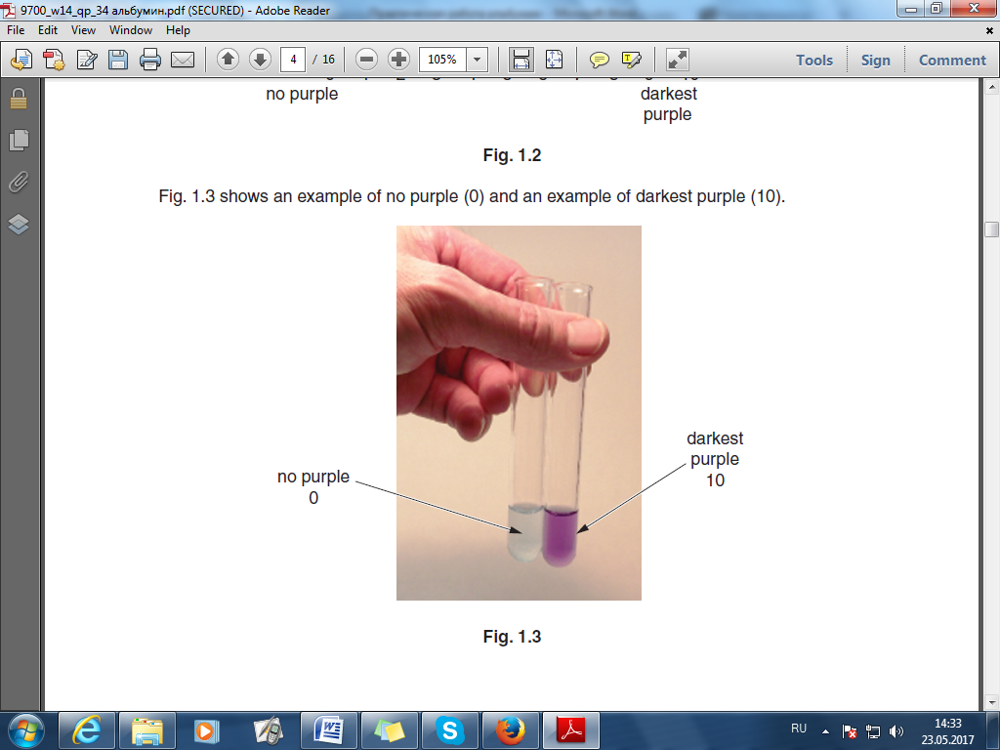 9700_w14_qp_34 альбумин.pdf (SECURED) - Adobe Reader
File Edit View Window Help
4 / 16 105% Tools Sign Comment
no purple darkest
purple
Fig. 1.2
Fig. 1.3 shows an example of no purple (0) and an example of darkest purple (10).
darkest
purple
10
no purple
0
Fig. 1.3
RU 14:33
23.05.2017